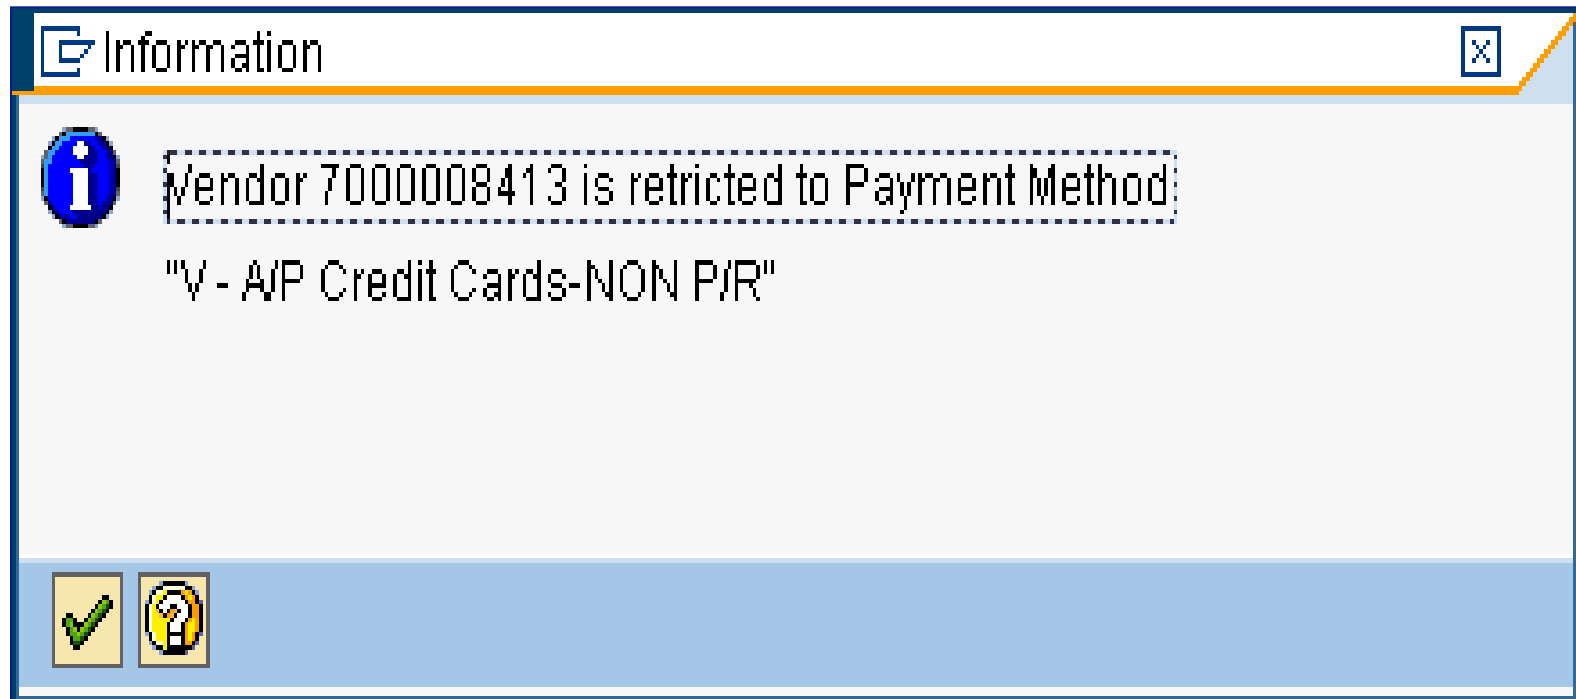 Information
Vendor 7000008413 is retricted to Payment Method
"V - A/P Credit Cards-NON P/R"